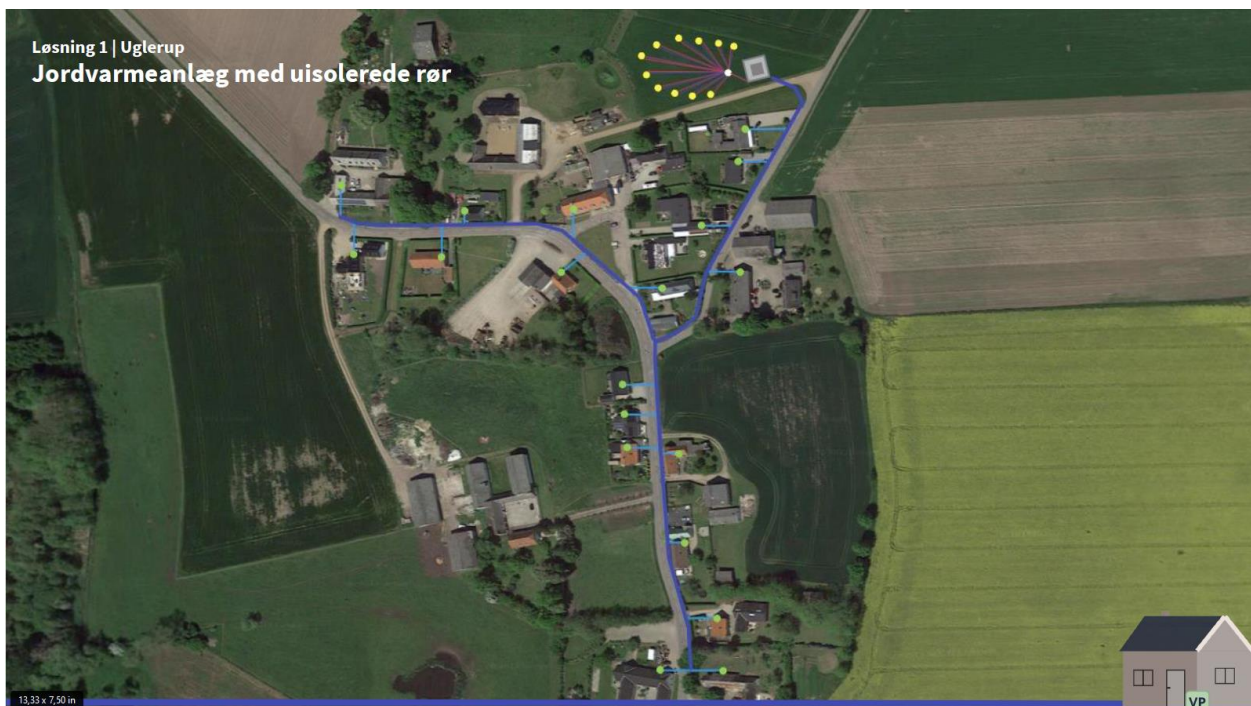 Løsning 1 | Uglerup
Jordvarmeanlæg med uisolerede rør
13,33 x 7,50 in
VP